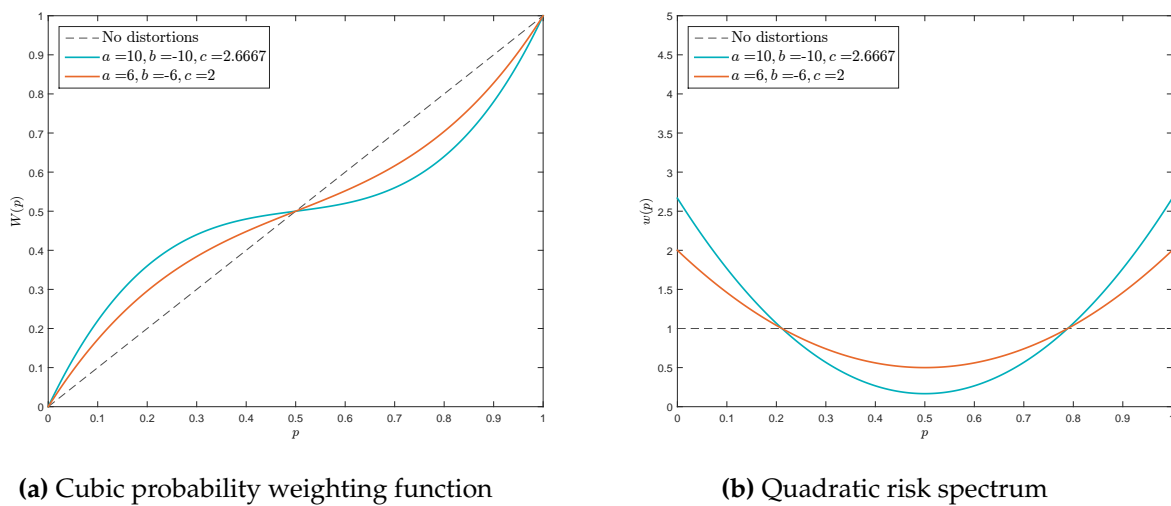 No distortions
a =10, b =-10, c =2.6667
a =6, b =-6, c =2
1
0.9
0.8
0.7
0.6
0.5
0.4
0.3
0.2
0.1
0
W(p)
0 0.1 0.2 0.3 0.4 0.5 0.6 0.7 0.8 0.9 1
p
(a) Cubic probability weighting function
No distortions
a =10, b =-10, c =2.6667
a =6, b =-6, c =2
5
4.5
4
3.5
3
2.5
2
1.5
1
0.5
0
w(p)
0 0.1 0.2 0.3 0.4 0.5 0.6 0.7 0.8 0.9 1
p
(b) Quadratic risk spectrum